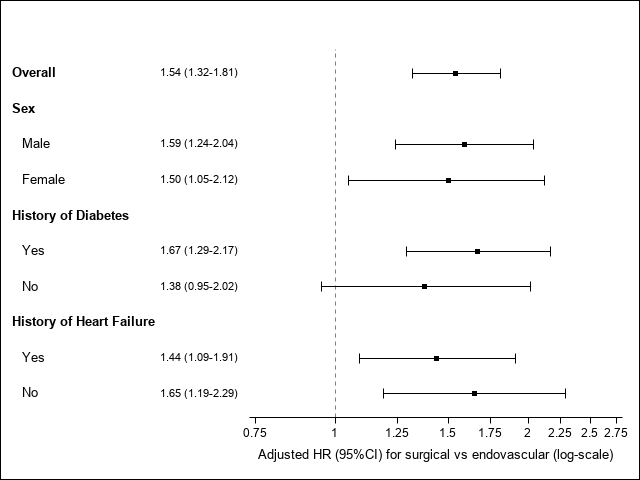 Overall 1.54 (1.32-1.81)
Sex
Male 1.59 (1.24-2.04)
Female 1.50 (1.05-2.12)
History of Diabetes
Yes 1.67 (1.29-2.17)
No 1.38 (0.95-2.02)
History of Heart Failure
Yes 1.44 (1.09-1.91)
No 1.65 (1.19-2.29)
0.75 1 1.25 1.5 1.75 2 2.25 2.5 2.75
Adjusted HR (95%CI) for surgical vs endovascular (log-scale)